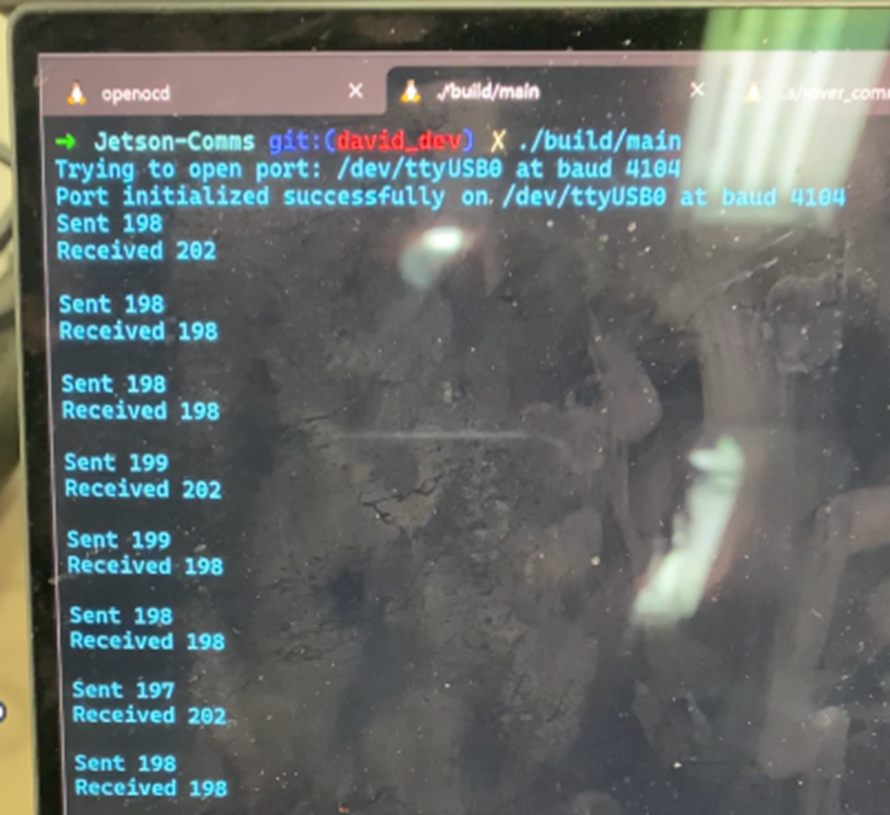 openocd × ./build/main × .s/rover_com
→ Jetson-Comms git:(david_dev) ✗ ./build/main
Trying to open port: /dev/ttyUSB0 at baud 4104
Port initialized successfully on /dev/ttyUSB0 at baud 4104
Sent 198
Received 202
Sent 198
Received 198
Sent 198
Received 198
Sent 199
Received 202
Sent 199
Received 198
Sent 198
Received 198
Sent 197
Received 202
Sent 198
Received 198